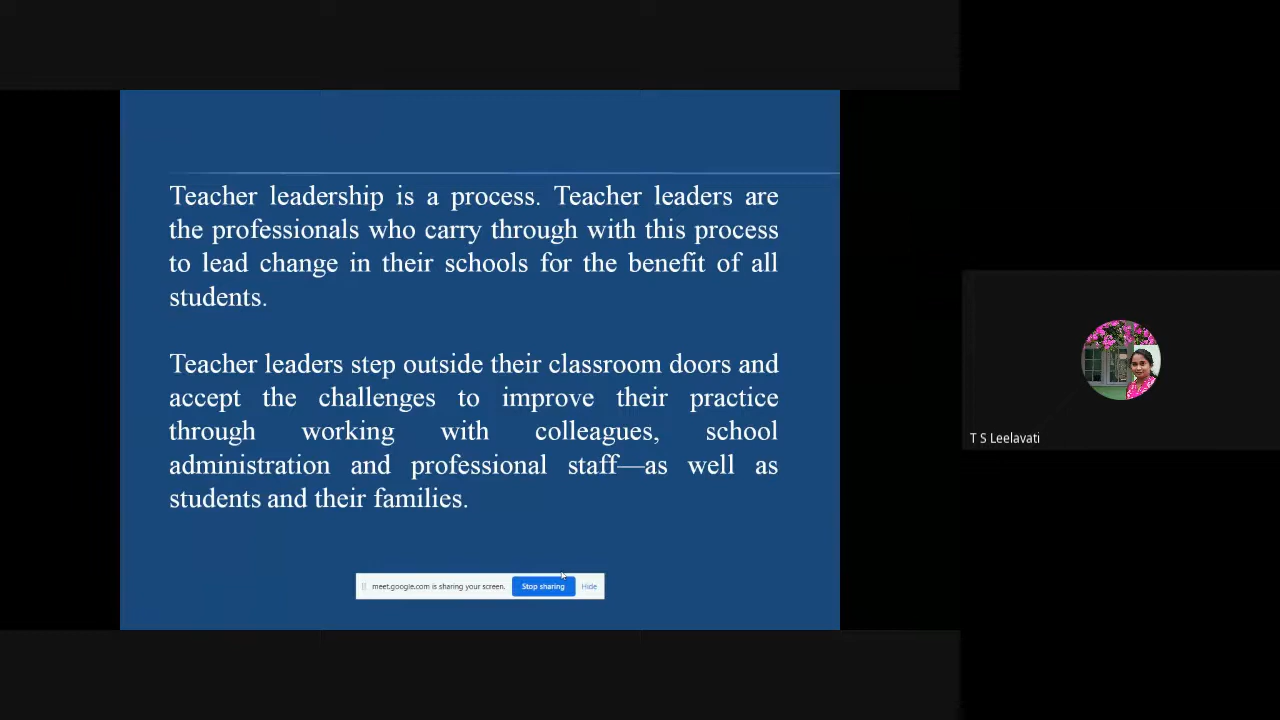 Teacher leadership is a process. Teacher leaders are
the professionals who carry through with this process
to lead change in their schools for the benefit of all
students.
Teacher leaders step outside their classroom doors and
accept the challenges to improve their practice
through working with colleagues, school
administration and professional staff—as well as
students and their families.
meet.google.com is sharing your screen. Stop sharing Hide
T S Leelavati